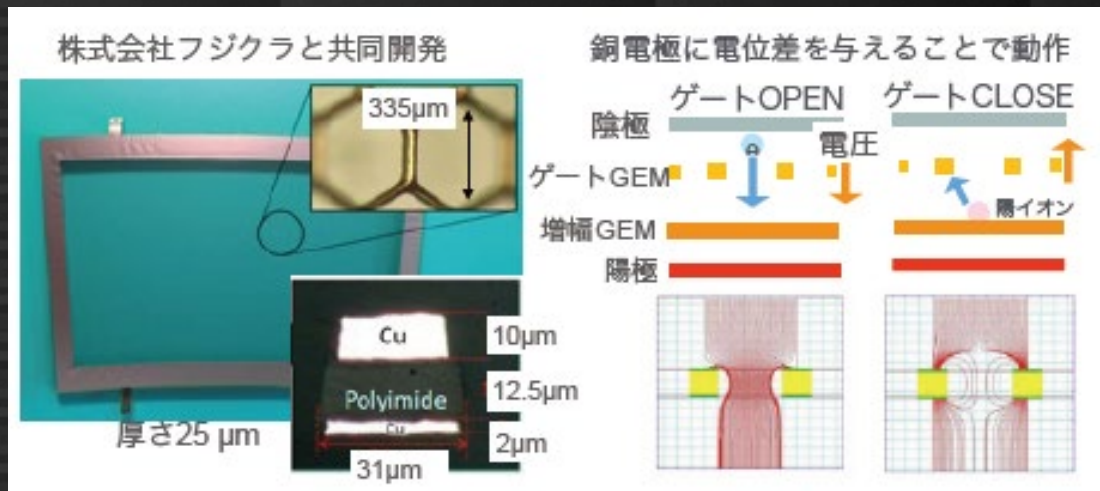 株式会社フジクラと共同開発
335μm
Cu
10μm
Polyimide
12.5μm
Cu
2μm
31μm
厚さ25 μm
銅電極に電位差を与えることで動作
ゲートOPEN
ゲートCLOSE
陰極
電圧
ゲートGEM
陽イオン
増幅GEM
陽極